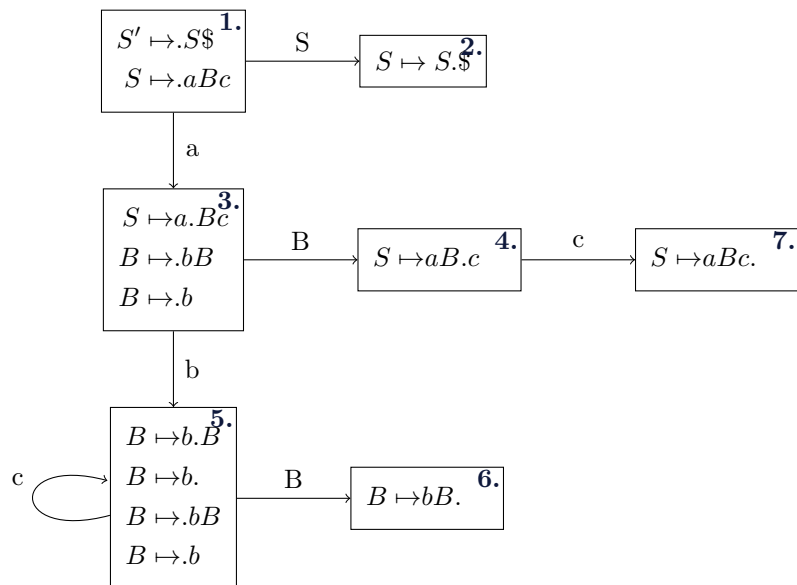 1.
S′ ↦.S$
S ↦.aBc
S
2.
S ↦ S.$
a
3.
S ↦a.Bc
B ↦.bB
B ↦.b
B
4.
S ↦aB.c
c
7.
S ↦aBc.
b
5.
B ↦b.B
B ↦b.
B ↦.bB
B ↦.b
c
B
6.
B ↦bB.